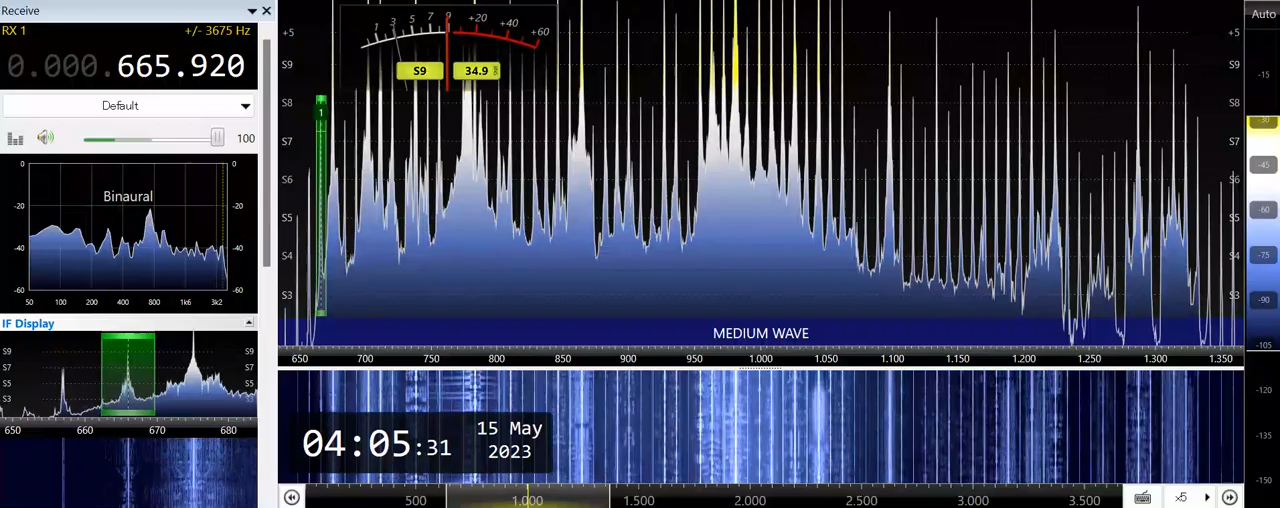 Receive
RX 1 +/- 3675 Hz
0.000.665.920
Default
100
0 0
-20 -20
-40 -40
-60 -60
Binaural
50 100 200 400 800 1k6 3k2
IF Display
S9 S9
S7 S7
S5 S5
S3 S3
650 660 670 680
1 3 5 7 9 +20 +40 +60
S9 34.9
1
+5 +5
S9 S9
S8 S8
S7 S7
S6 S6
S5 S5
S4 S4
S3 S3
MEDIUM WAVE
650 700 750 800 850 900 950 1.000 1.050 1.100 1.150 1.200 1.250 1.300 1.350
04:05:31
15 May
2023
500 1.000 1.500 2.000 2.500 3.000 3.500
x5
Auto
-15
-30
-45
-60
-75
-90
-105
-120
-135
-150